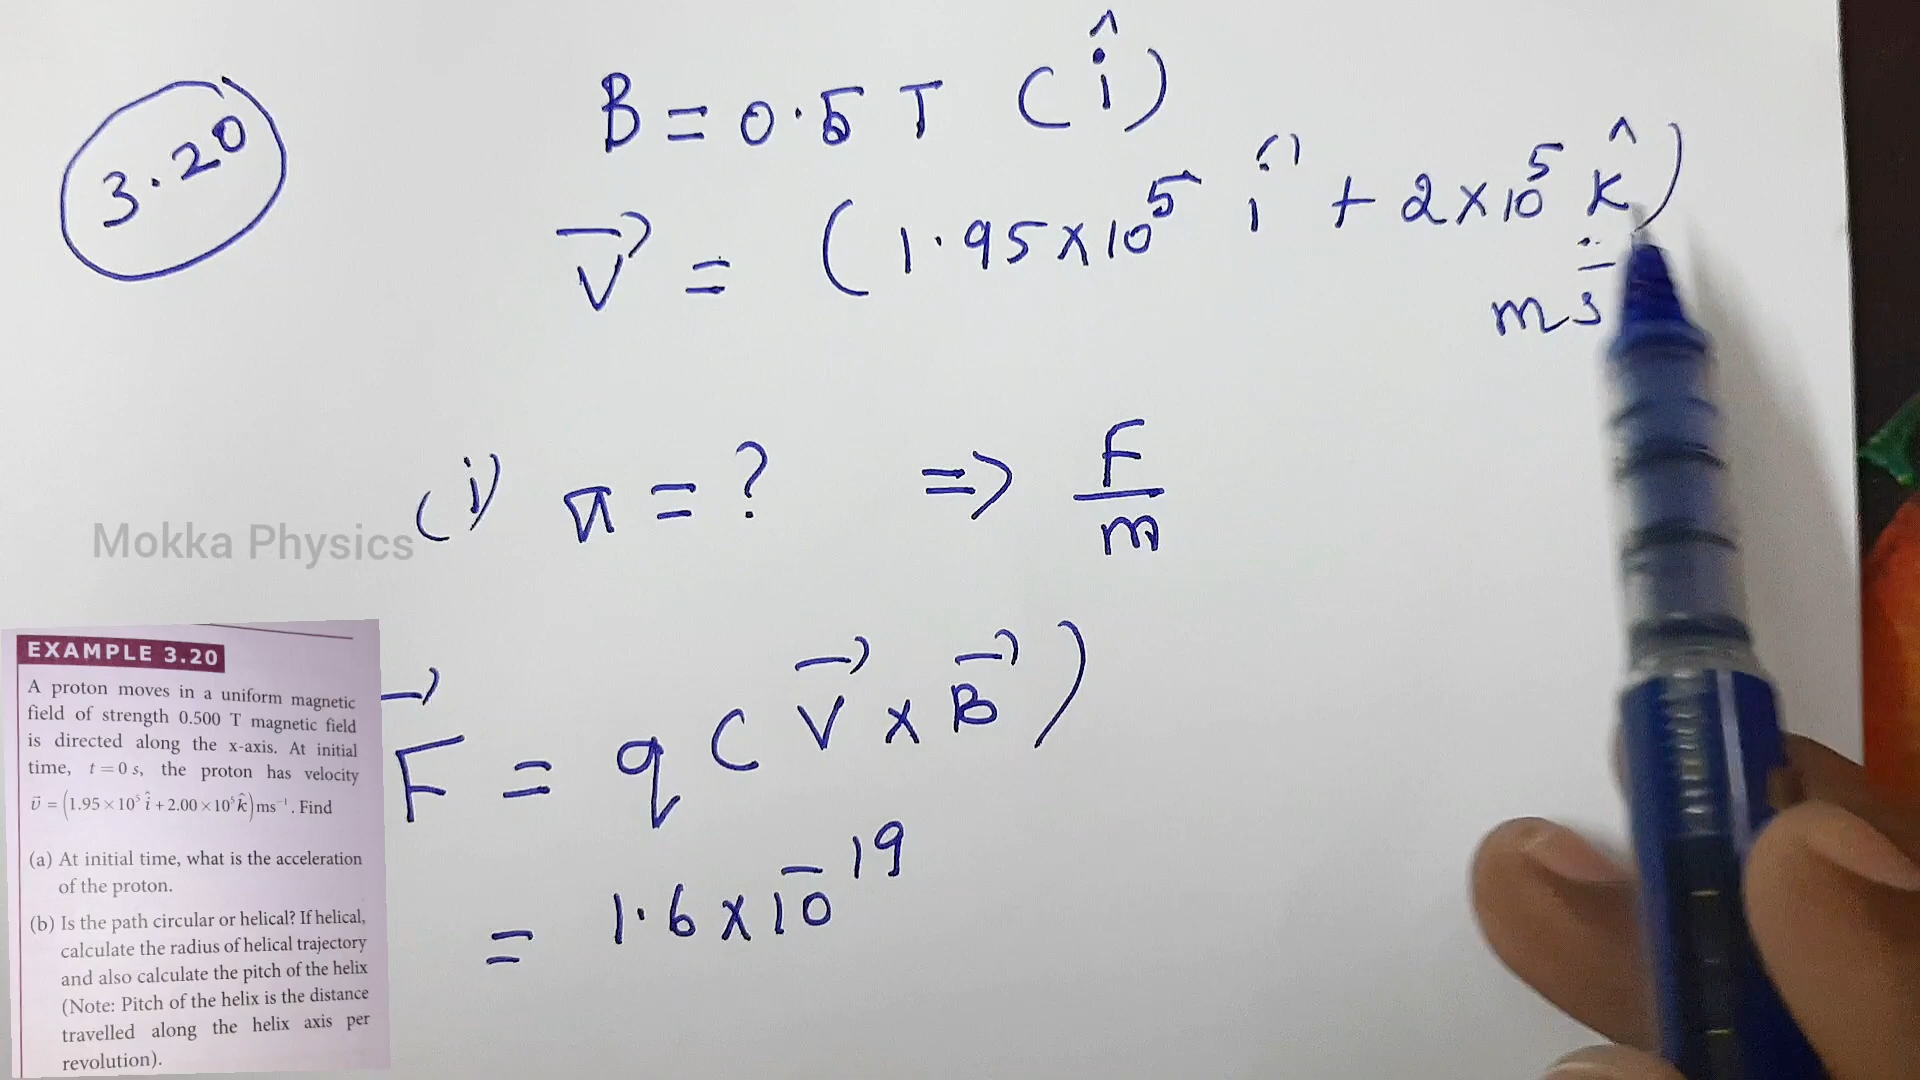 3.20
B = 0.5 T (î)
v⃗ = (1.95×10⁵ î + 2×10⁵ k̂)
ms⁻
(i) a = ? => F/m
Mokka Physics
F⃗ = q (v⃗ × B⃗)
= 1.6×10⁻¹⁹
EXAMPLE 3.20
A proton moves in a uniform magnetic
field of strength 0.500 T magnetic field
is directed along the x-axis. At initial
time, t = 0 s, the proton has velocity
υ⃗ = (1.95×10⁵ î + 2.00×10⁵ k̂) ms⁻¹. Find
(a) At initial time, what is the acceleration
of the proton.
(b) Is the path circular or helical? If helical,
calculate the radius of helical trajectory
and also calculate the pitch of the helix
(Note: Pitch of the helix is the distance
travelled along the helix axis per
revolution).